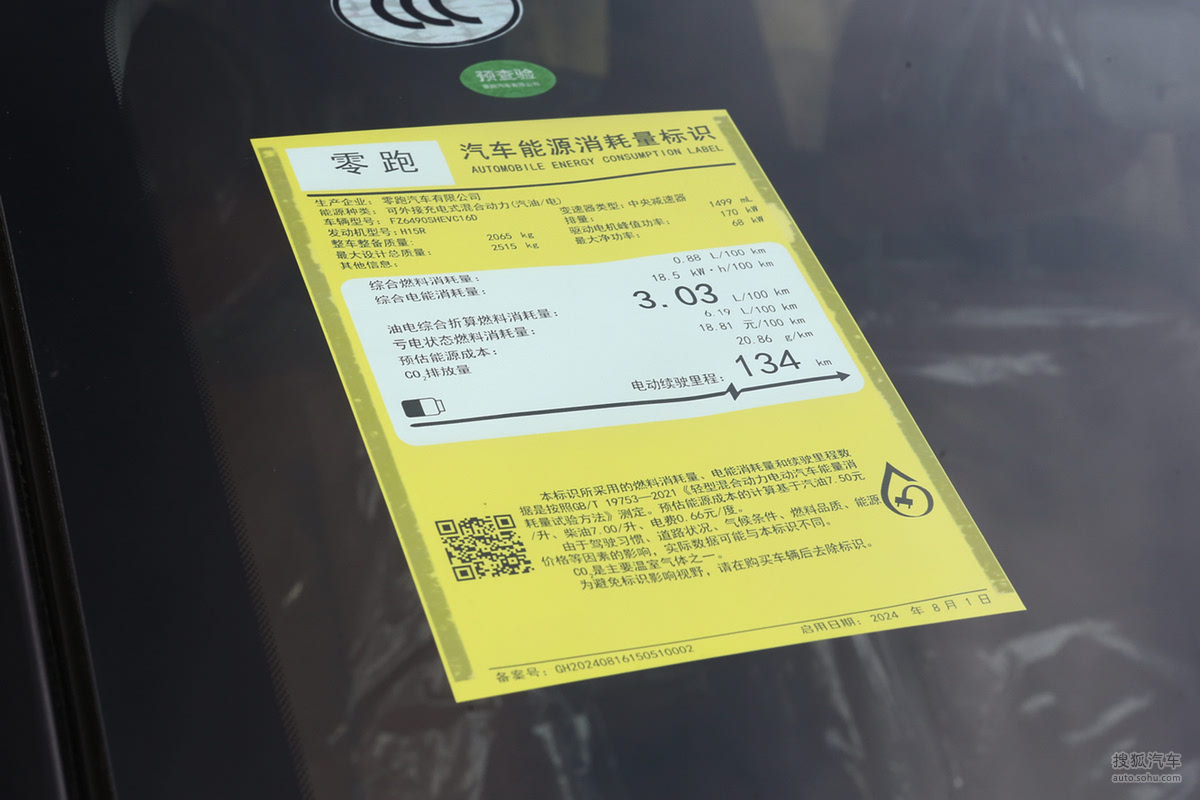 CCC
预查验
零跑
汽车能源消耗量标识
AUTOMOBILE ENERGY CONSUMPTION LABEL
生产企业: 零跑汽车有限公司
能源种类: 可外接充电式混合动力(汽油/电)
车辆型号: FZ6490SHEVC16D
变速器类型: 中央减速器
发动机型号: H15R
排量: 1499 mL
整车整备质量: 2065 kg
驱动电机峰值功率: 170 kW
最大设计总质量: 2515 kg
最大净功率: 68 kW
其他信息:
综合燃料消耗量: 0.88 L/100 km
综合电能消耗量: 18.5 kW·h/100 km
油电综合折算燃料消耗量: 3.03 L/100 km
亏电状态燃料消耗量: 6.19 L/100 km
预估能源成本: 18.81 元/100 km
CO₂排放量 20.86 g/km
电动续驶里程: 134 km
本标识所采用的燃料消耗量、电能消耗量和续驶里程数
据是按照GB/T 19753—2021《轻型混合动力电动汽车能量消
耗量试验方法》测定。预估能源成本的计算基于汽油7.50元
/升、柴油7.00/升、电费0.66元/度。
由于驾驶习惯、道路状况、气候条件、燃料品质、能源
价格等因素的影响，实际数据可能与本标识不同。
CO₂是主要温室气体之一。
为避免标识影响视野，请在购买车辆后去除标识。
备案号: GH20240816150510002
启用日期: 2024 年 8 月 1 日
搜狐汽车
auto.sohu.com